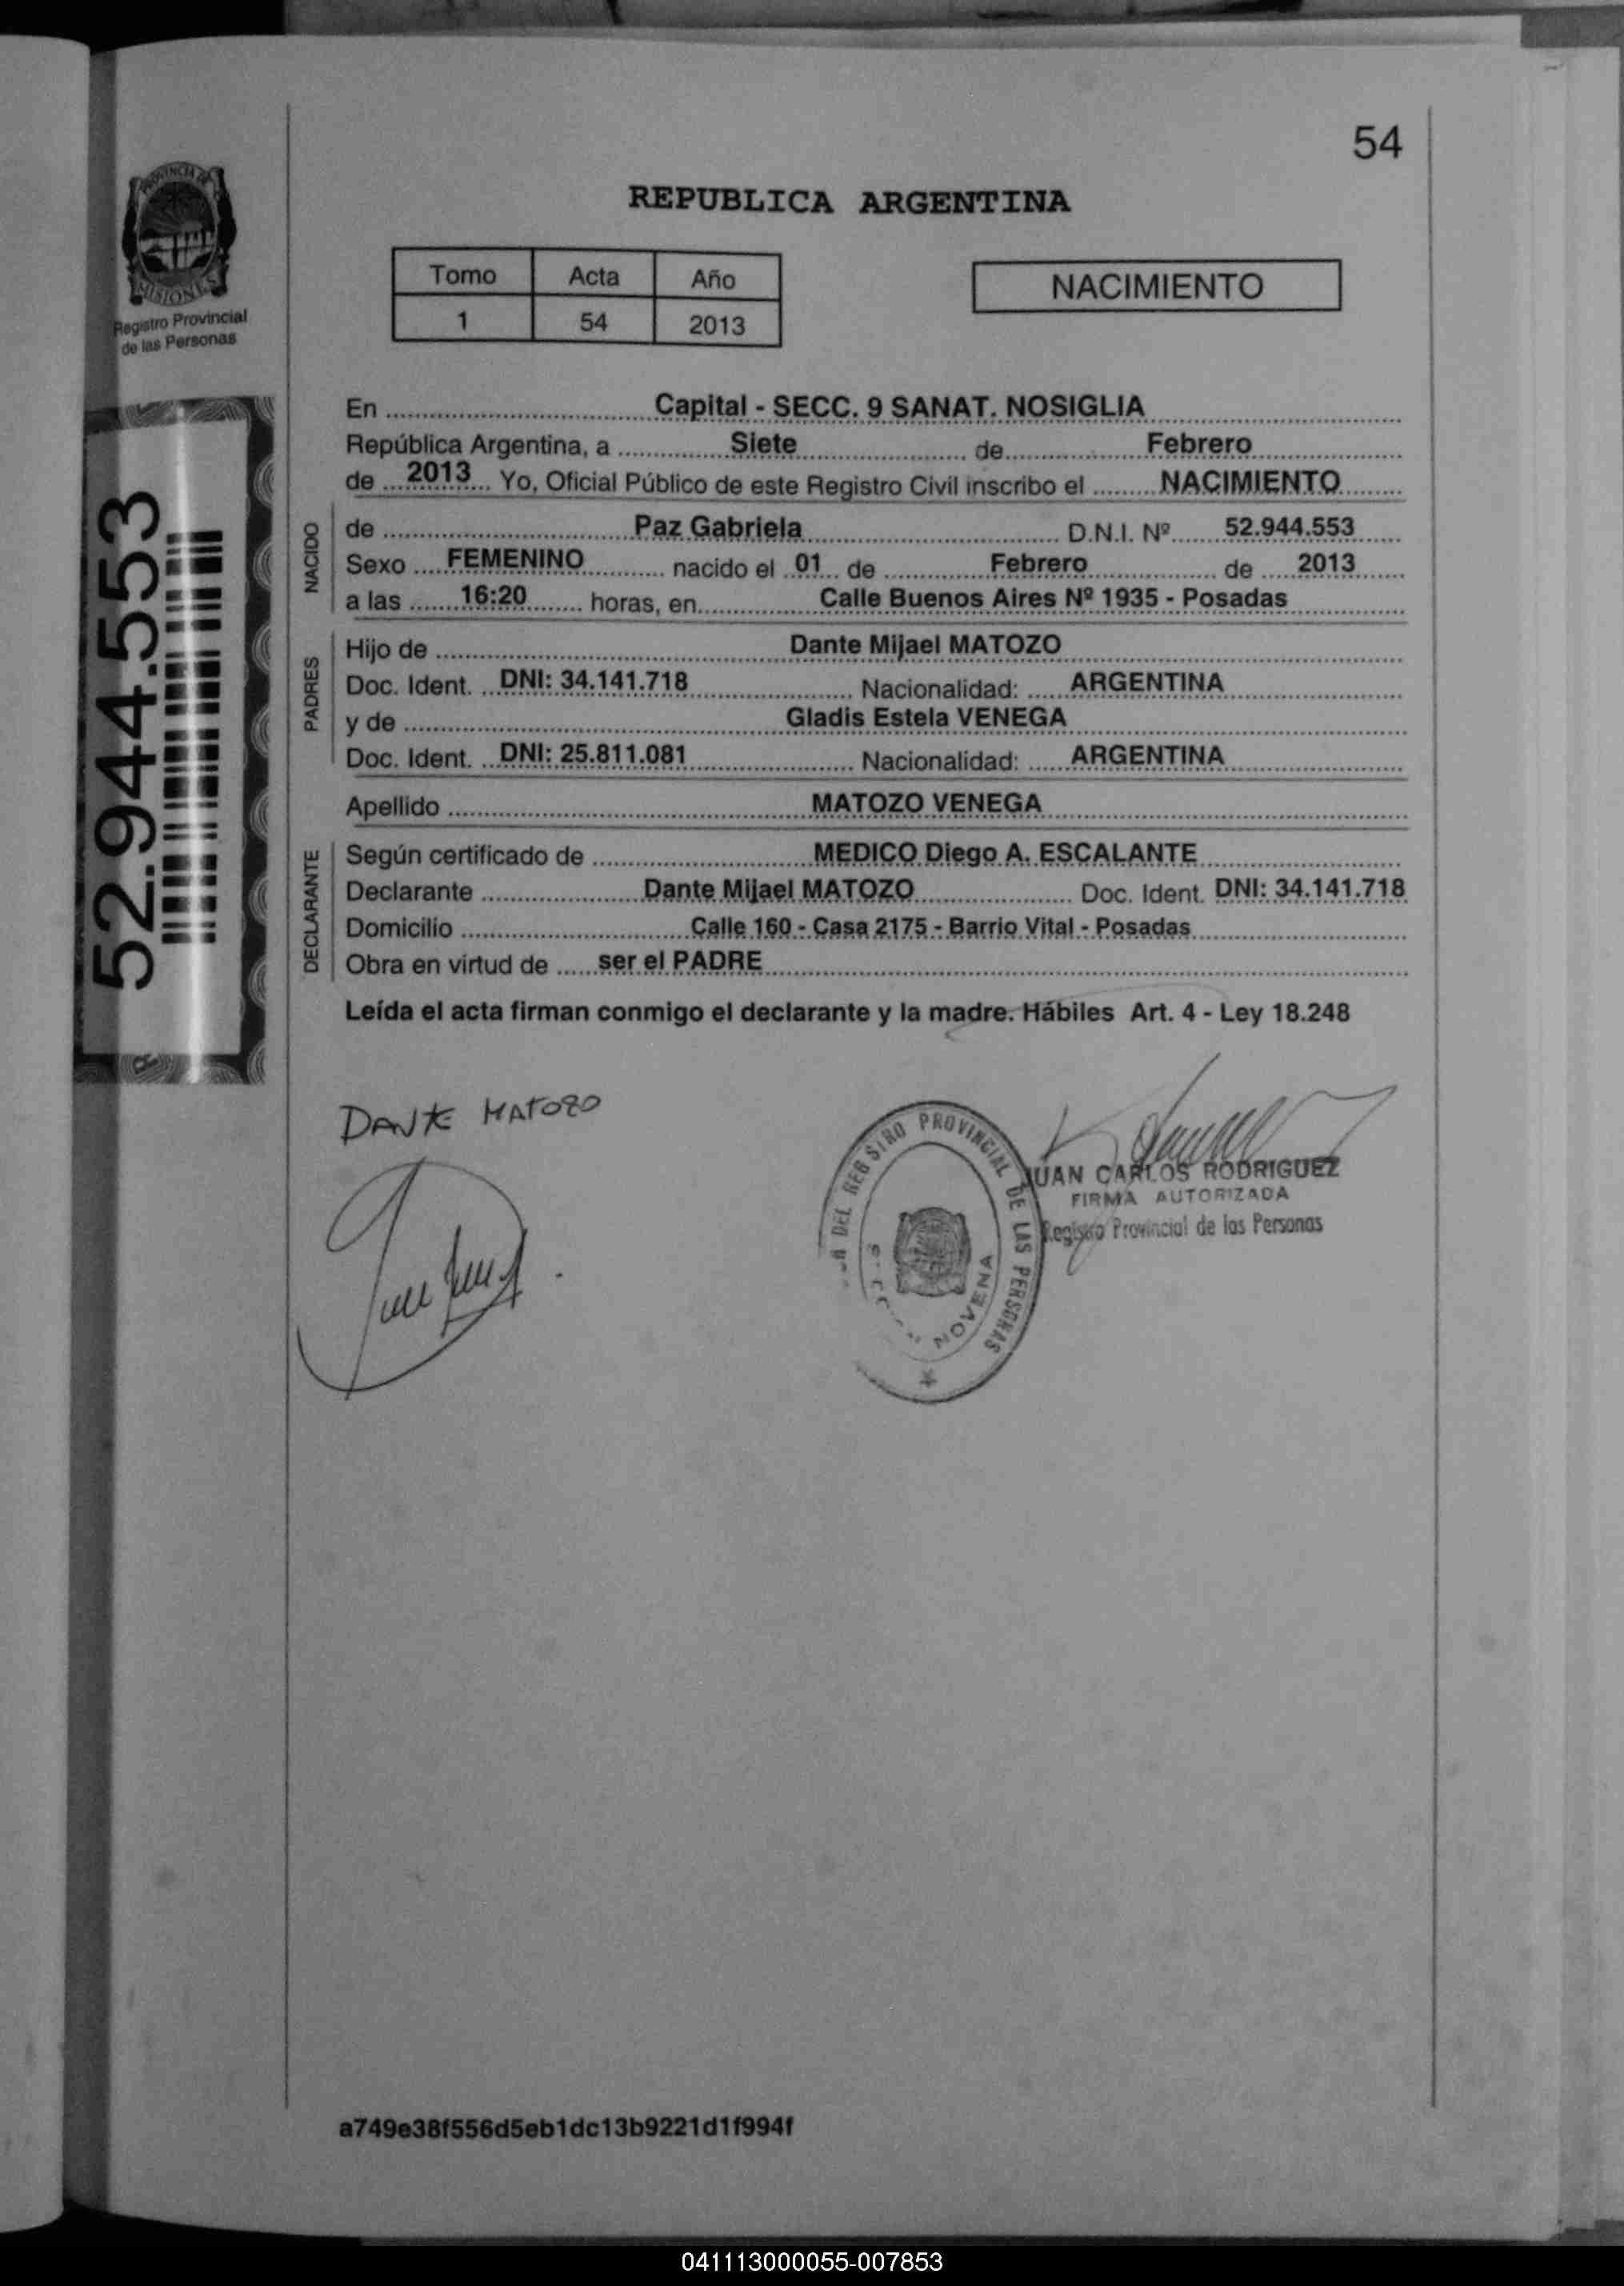 54
PROVINCIA DE
MISIONES
Registro Provincial
de las Personas
REPUBLICA ARGENTINA
Tomo Acta Año
1 54 2013
NACIMIENTO
52.944.553
En Capital - SECC. 9 SANAT. NOSIGLIA
República Argentina, a Siete de Febrero
de 2013 Yo, Oficial Público de este Registro Civil inscribo el NACIMIENTO
NACIDO
de Paz Gabriela D.N.I. Nº 52.944.553
Sexo FEMENINO nacido el 01 de Febrero de 2013
a las 16:20 horas, en Calle Buenos Aires Nº 1935 - Posadas
PADRES
Hijo de Dante Mijael MATOZO
Doc. Ident. DNI: 34.141.718 Nacionalidad: ARGENTINA
y de Gladis Estela VENEGA
Doc. Ident. DNI: 25.811.081 Nacionalidad: ARGENTINA
Apellido MATOZO VENEGA
DECLARANTE
Según certificado de MEDICO Diego A. ESCALANTE
Declarante Dante Mijael MATOZO Doc. Ident. DNI: 34.141.718
Domicilio Calle 160 - Casa 2175 - Barrio Vital - Posadas
Obra en virtud de ser el PADRE
Leída el acta firman conmigo el declarante y la madre. Hábiles Art. 4 - Ley 18.248
DANTE MATOZO
DEL REGISTRO PROVINCIAL DE LAS PERSONAS
NOVENA
JUAN CARLOS RODRIGUEZ
FIRMA AUTORIZADA
Registro Provincial de las Personas
a749e38f556d5eb1dc13b9221d1f994f
041113000055-007853